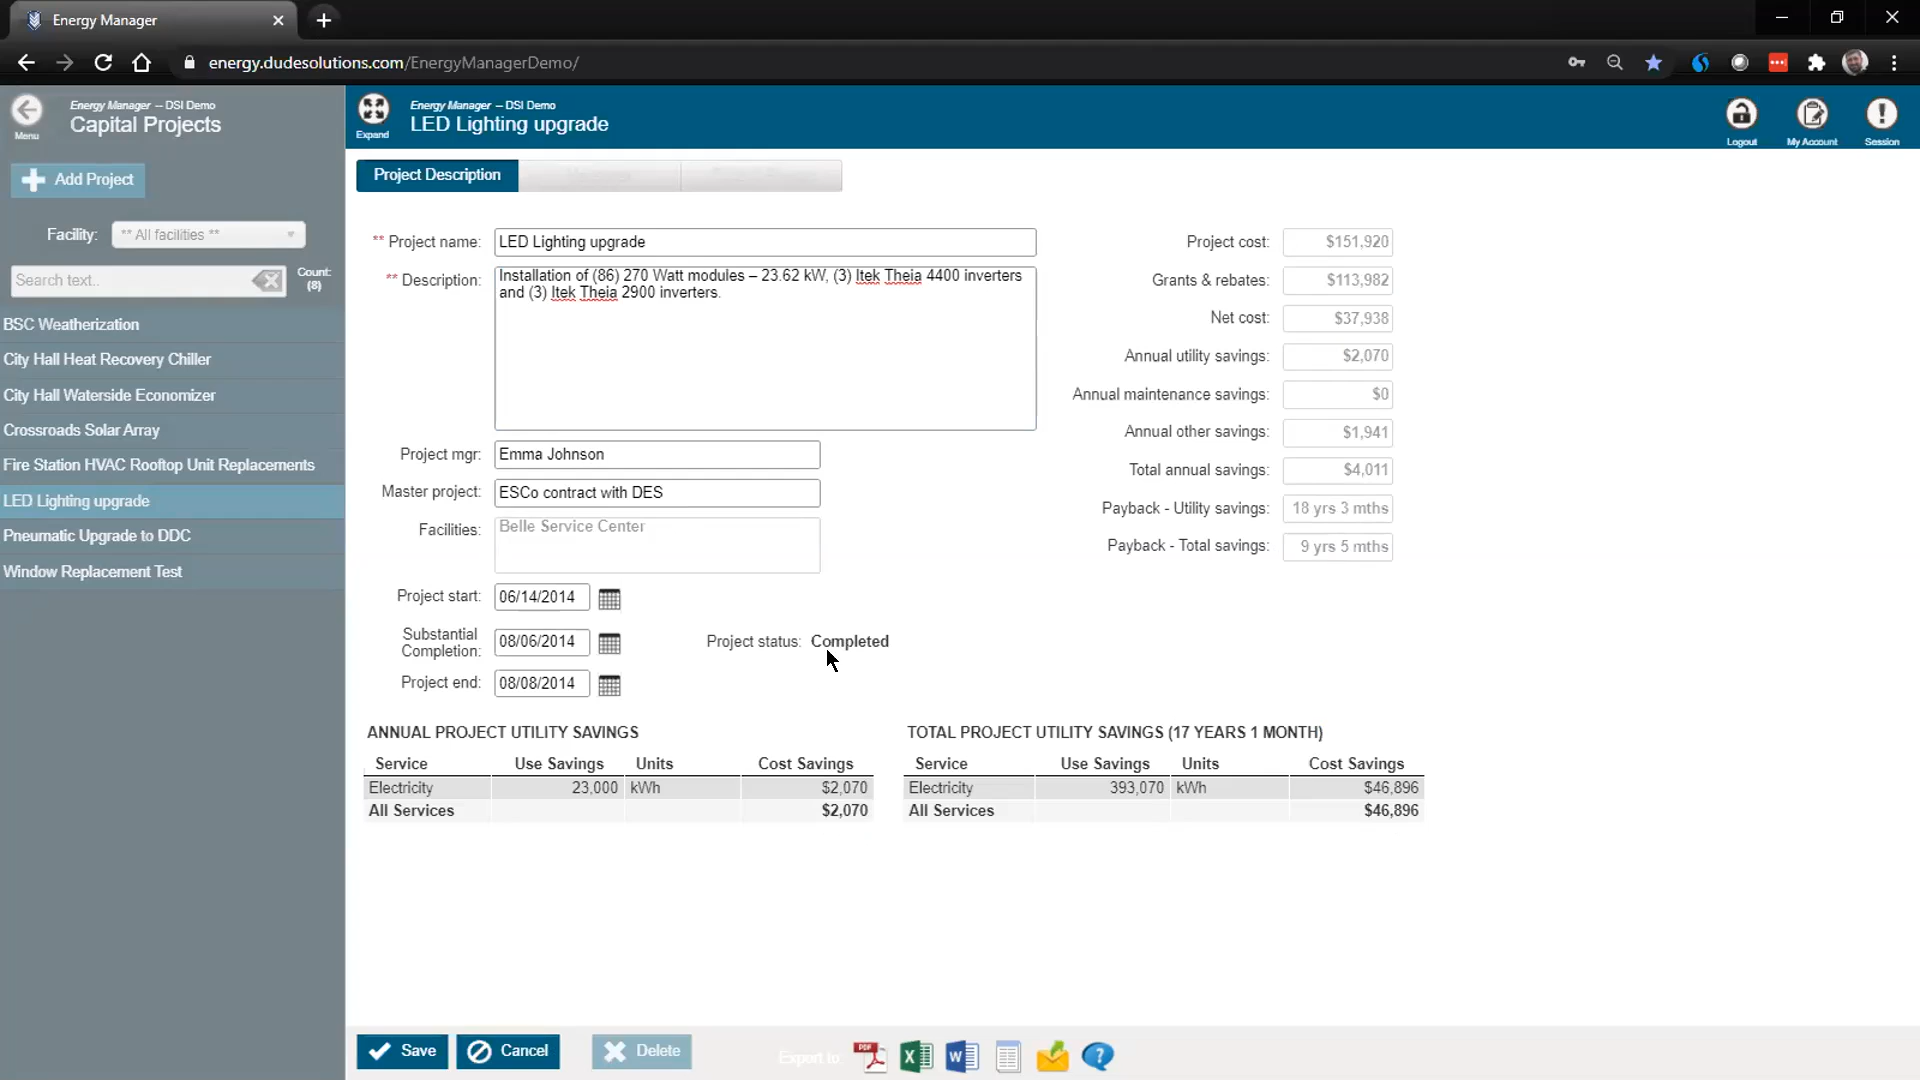 Energy Manager
energy.dudesolutions.com/EnergyManagerDemo/
Menu
Energy Manager – DSI Demo
Capital Projects
Expand
Energy Manager – DSI Demo
LED Lighting upgrade
Logout
My Account
Session
Add Project
Facility:
** All facilities **
Search text..
Count:
(8)
BSC Weatherization
City Hall Heat Recovery Chiller
City Hall Waterside Economizer
Crossroads Solar Array
Fire Station HVAC Rooftop Unit Replacements
LED Lighting upgrade
Pneumatic Upgrade to DDC
Window Replacement Test
Project Description
** Project name: LED Lighting upgrade
** Description: Installation of (86) 270 Watt modules – 23.62 kW, (3) Itek Theia 4400 inverters
and (3) Itek Theia 2900 inverters.
Project mgr: Emma Johnson
Master project: ESCo contract with DES
Facilities: Belle Service Center
Project start: 06/14/2014
Substantial
Completion: 08/06/2014
Project status: Completed
Project end: 08/08/2014
Project cost: $151,920
Grants & rebates: $113,982
Net cost: $37,938
Annual utility savings: $2,070
Annual maintenance savings: $0
Annual other savings: $1,941
Total annual savings: $4,011
Payback - Utility savings: 18 yrs 3 mths
Payback - Total savings: 9 yrs 5 mths
ANNUAL PROJECT UTILITY SAVINGS
Service Use Savings Units Cost Savings
Electricity 23,000 kWh $2,070
All Services $2,070
TOTAL PROJECT UTILITY SAVINGS (17 YEARS 1 MONTH)
Service Use Savings Units Cost Savings
Electricity 393,070 kWh $46,896
All Services $46,896
Save
Cancel
Delete
Export to:
PDF